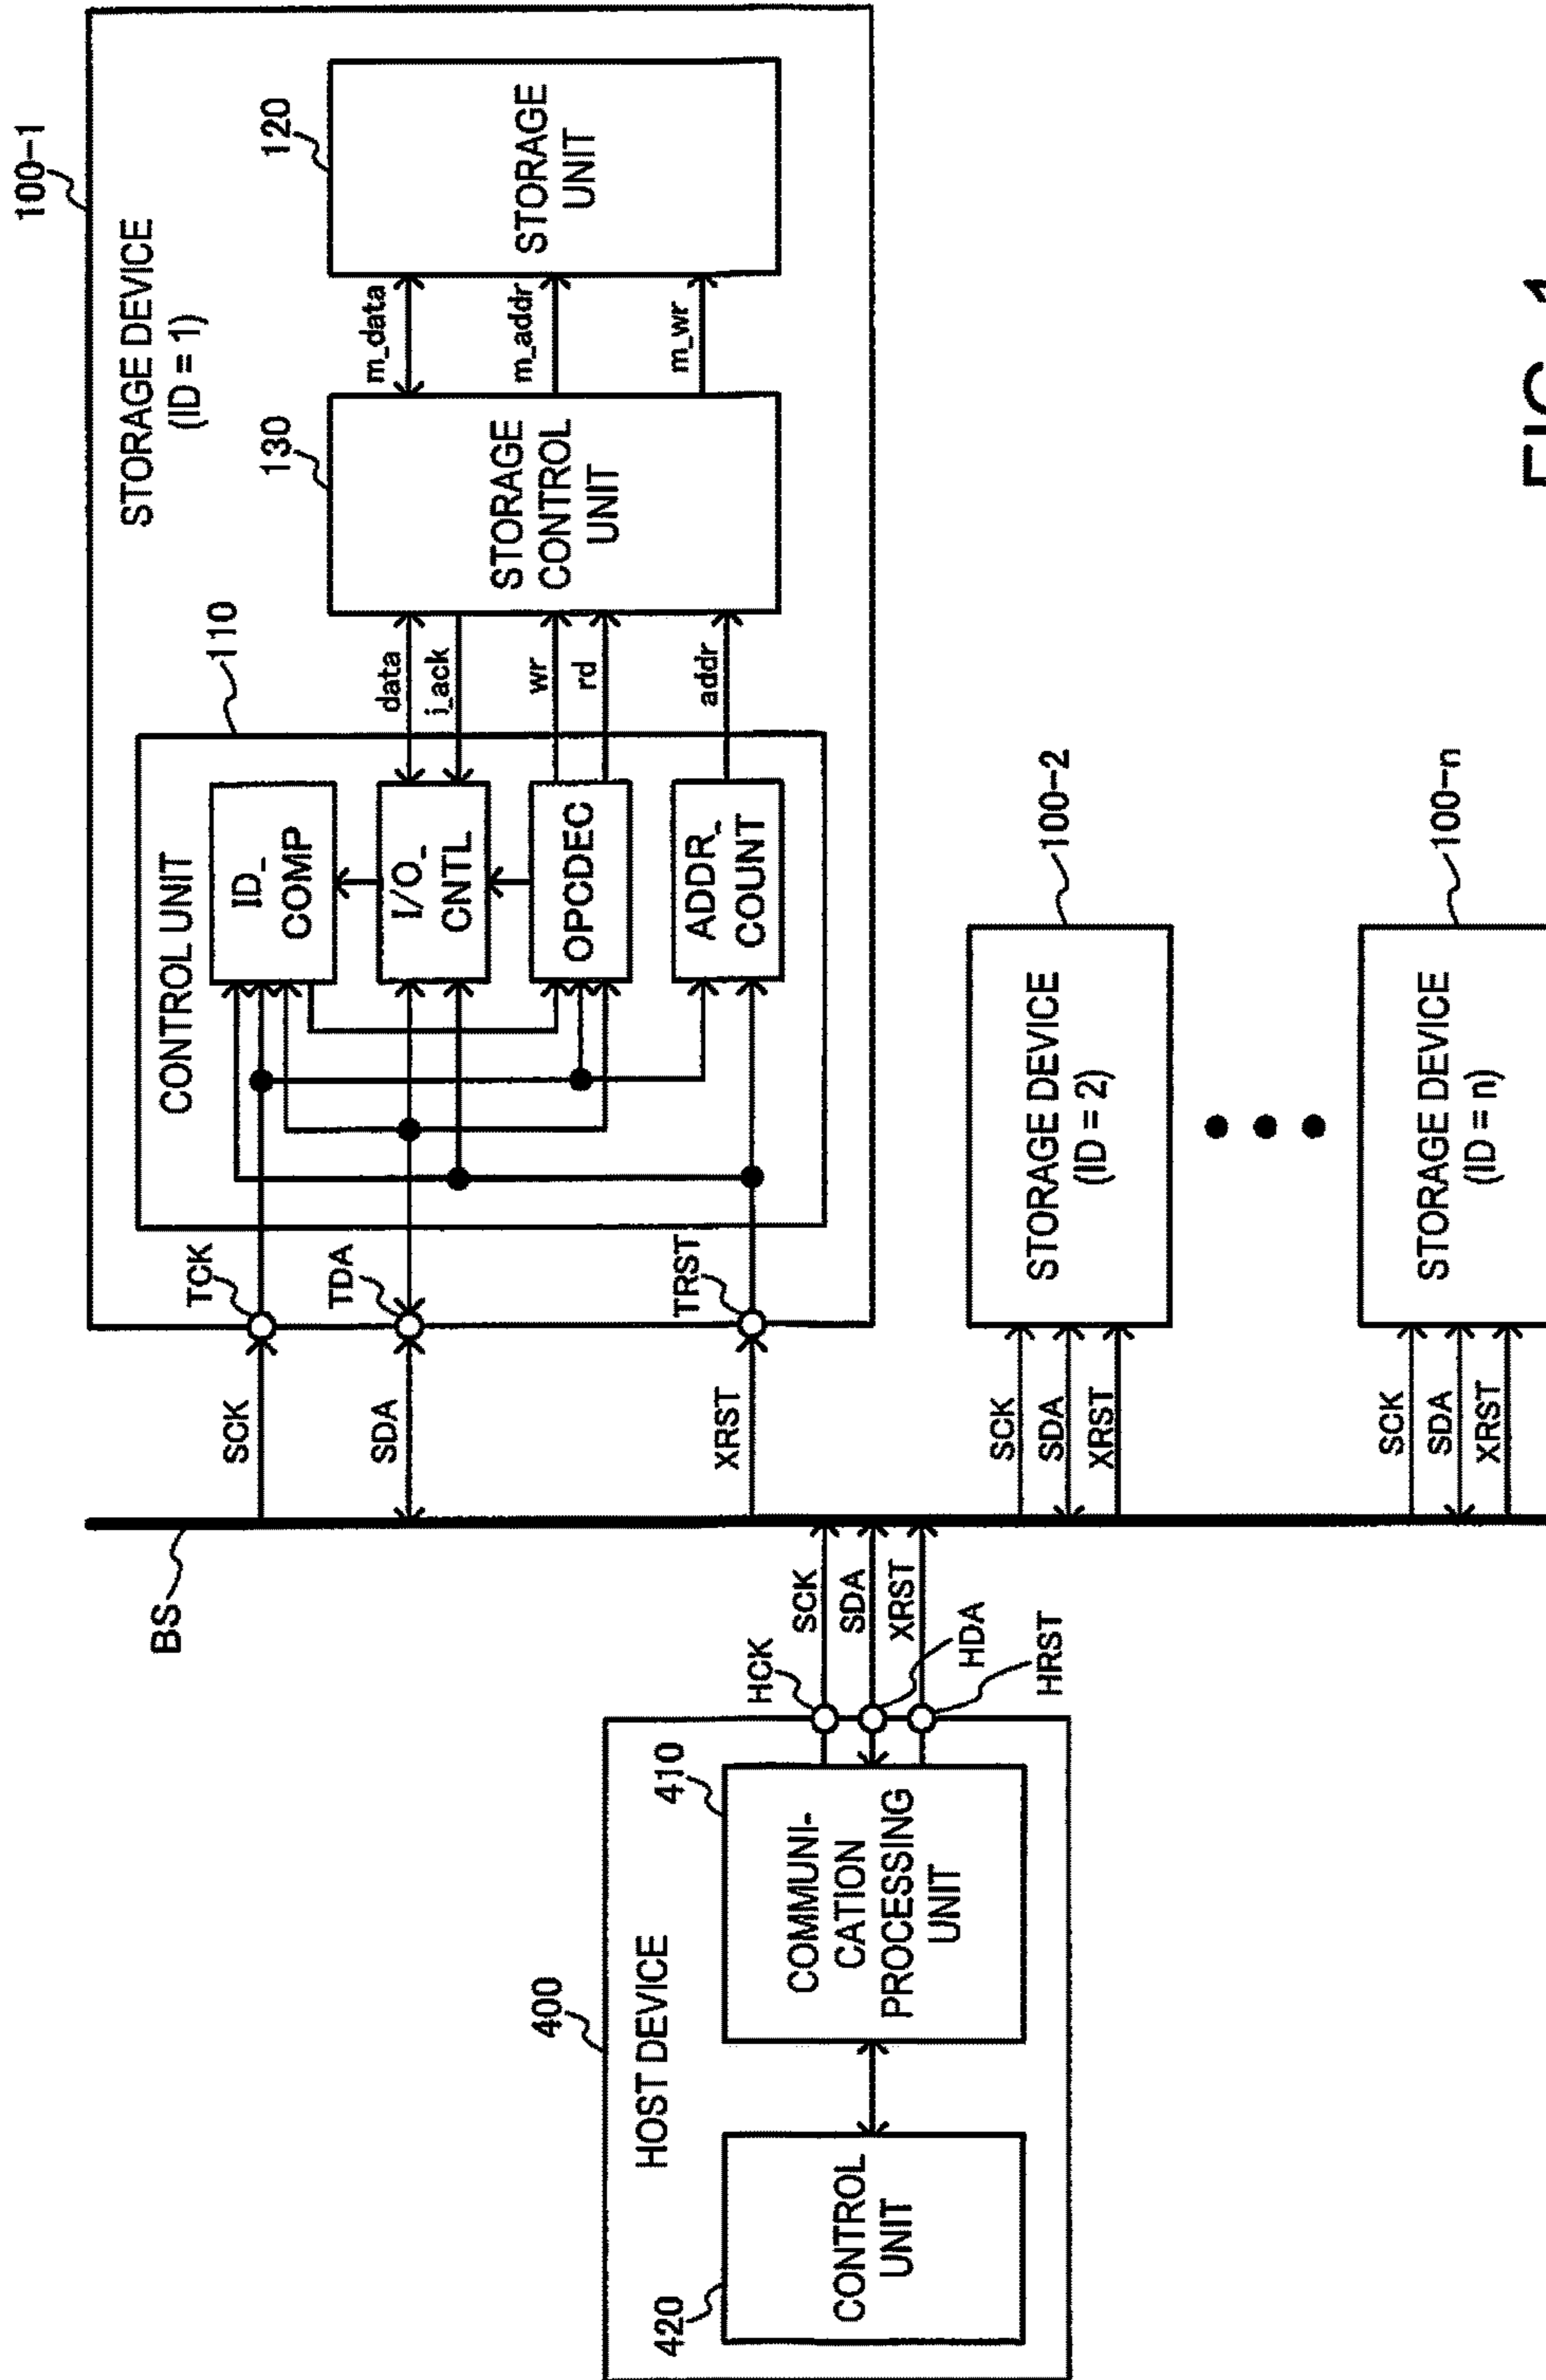 100-1
STORAGE DEVICE
(ID = 1)
120
STORAGE
UNIT
130
STORAGE
CONTROL
UNIT
m_data
m_addr
m_wr
110
CONTROL UNIT
data
i_ack
wr
rd
addr
ID_
COMP
I/O_
CNTL
OPCDEC
ADDR_
COUNT
TCK
TDA
TRST
SCK
SDA
XRST
BS
400
HOST DEVICE
420
CONTROL
UNIT
410
COMMUNI-
CATION
PROCESSING
UNIT
HCK
HDA
HRST
SCK
SDA
XRST
100-2
STORAGE DEVICE
(ID = 2)
SCK
SDA
XRST
100-n
STORAGE DEVICE
(ID = n)
SCK
SDA
XRST